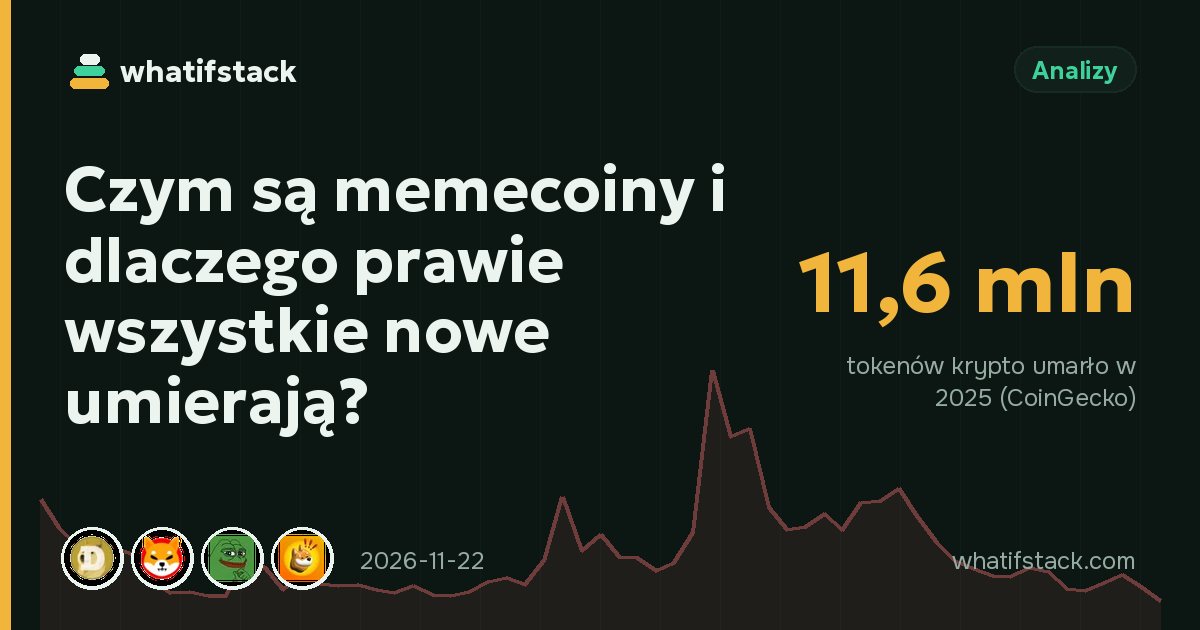 whatifstack
Analizy
Czym są memecoiny i
dlaczego prawie
wszystkie nowe
umierają?
11,6 mln
tokenów krypto umarło w
2025 (CoinGecko)
2026-11-22
whatifstack.com